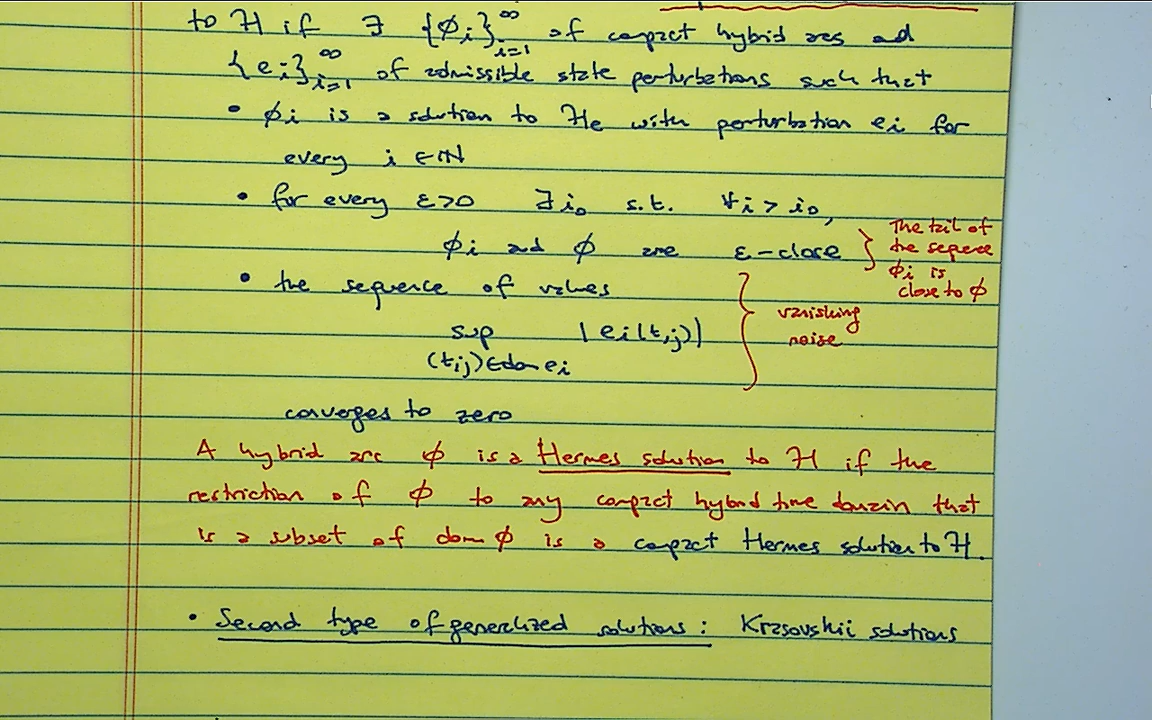 to H if ∃ {ϕi}_{i=1}^∞ of compact hybrid arcs and
{ei}_{i=1}^∞ of admissible state perturbations such that
• ϕi is a solution to He with perturbation ei for
every i ∈ ℕ
• for every ε>0 ∃ i0 s.t. ∀i > i0,
ϕi and ϕ are ε-close
The tail of
the sequence
ϕi is
close to ϕ
• the sequence of values
sup |ei(t,j)|
(t,j)∈dom ei
vanishing
noise
converges to zero
A hybrid arc ϕ is a Hermes solution to H if the
restriction of ϕ to any compact hybrid time domain that
is a subset of dom ϕ is a compact Hermes solution to H.
• Second type of generalized solutions: Krasovskii solutions